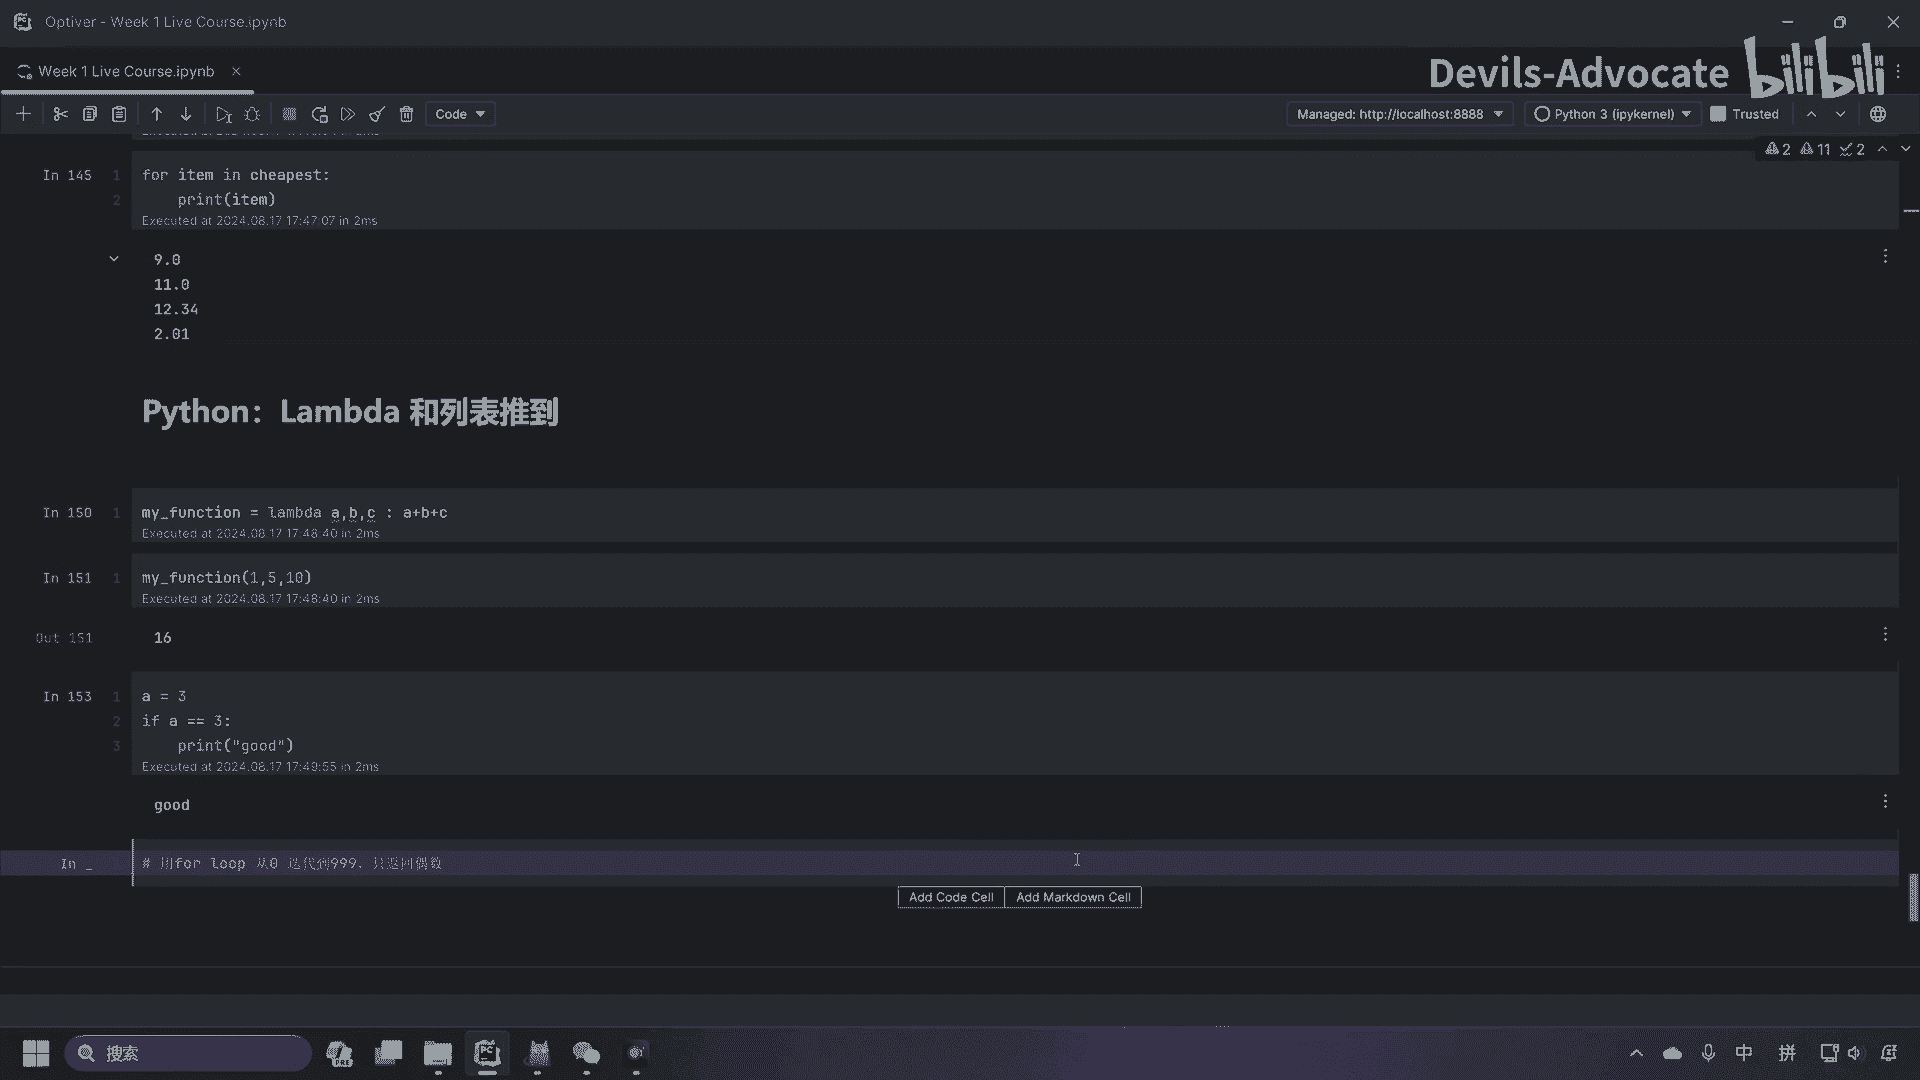 Optiver - Week 1 Live Course.ipynb
Week 1 Live Course.ipynb
Devils-Advocate bilibili
Code
Managed: http://localhost:8888
Python 3 (ipykernel)
Trusted
2 11 2
In 145
1 for item in cheapest:
2 print(item)
Executed at 2024.08.17 17:47:07 in 2ms
9.0
11.0
12.34
2.01
Python：Lambda 和列表推到
In 150
1 my_function = lambda a,b,c : a+b+c
Executed at 2024.08.17 17:48:40 in 2ms
In 151
1 my_function(1,5,10)
Executed at 2024.08.17 17:48:40 in 2ms
Out 151
16
In 153
1 a = 3
2 if a == 3:
3 print("good")
Executed at 2024.08.17 17:49:55 in 2ms
good
In _
# 用for loop 从0 迭代到999. 只返回偶数
Add Code Cell
Add Markdown Cell
搜索
中
拼